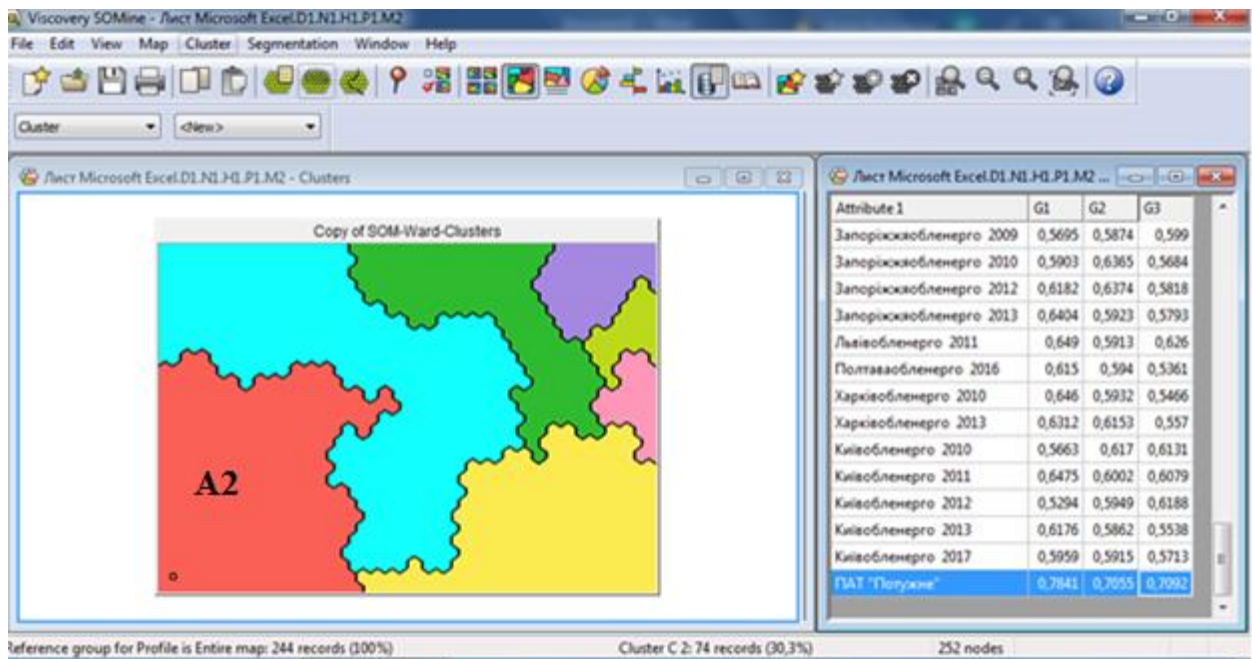 Viscovery SOMine - Лист Microsoft Excel.D1.N1.H1.P1.M2
File Edit View Map Cluster Segmentation Window Help
Cluster <New>
Лист Microsoft Excel.D1.N1.H1.P1.M2 - Clusters
Copy of SOM-Ward-Clusters
A2
Лист Microsoft Excel.D1.N1.H1.P1.M2 ...
Attribute 1 G1 G2 G3
Запоріжжяобленерго 2009 0,5695 0,5874 0,599
Запоріжжяобленерго 2010 0,5903 0,6365 0,5684
Запоріжжяобленерго 2012 0,6182 0,6374 0,5818
Запоріжжяобленерго 2013 0,6404 0,5923 0,5793
Львівобленерго 2011 0,649 0,5913 0,626
Полтаваобленерго 2016 0,615 0,594 0,5361
Харківобленерго 2010 0,646 0,5932 0,5466
Харківобленерго 2013 0,6312 0,6153 0,557
Київобленерго 2010 0,5663 0,617 0,6131
Київобленерго 2011 0,6475 0,6002 0,6079
Київобленерго 2012 0,5294 0,5949 0,6188
Київобленерго 2013 0,6176 0,5862 0,5538
Київобленерго 2017 0,5959 0,5915 0,5713
ПАТ "Потужне" 0,7841 0,7055 0,7092
Reference group for Profile is Entire map: 244 records (100%) Cluster C 2: 74 records (30,3%) 252 nodes